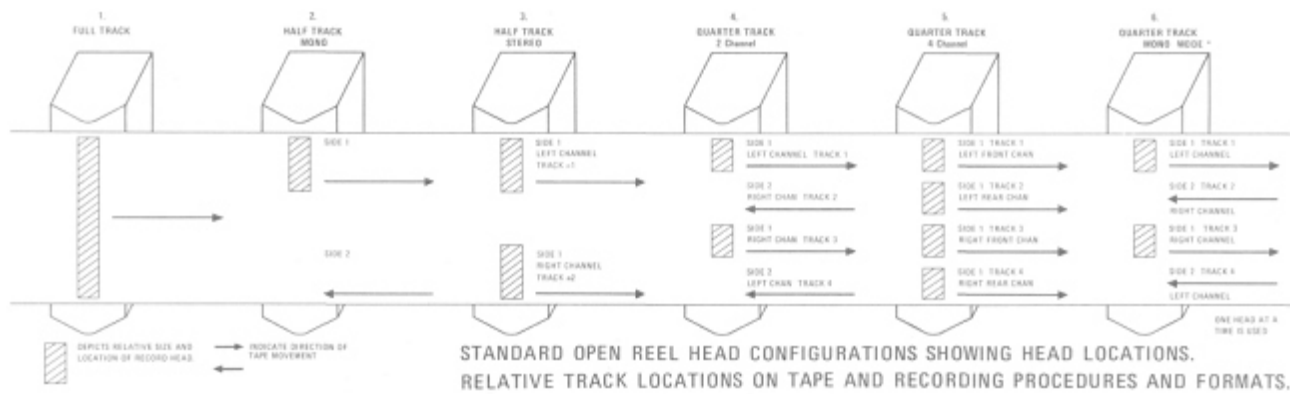 1.
FULL TRACK
2.
HALF TRACK
MONO
3.
HALF TRACK
STEREO
4.
QUARTER TRACK
2 Channel
5.
QUARTER TRACK
4 Channel
6.
QUARTER TRACK
MONO MODE *
SIDE 1
SIDE 2
SIDE 1
LEFT CHANNEL
TRACK #1
SIDE 1
RIGHT CHANNEL
TRACK #2
SIDE 1
LEFT CHANNEL TRACK 1
SIDE 2
RIGHT CHAN TRACK 2
SIDE 1
RIGHT CHAN TRACK 3
SIDE 2
LEFT CHAN TRACK 4
SIDE 1 TRACK 1
LEFT FRONT CHAN
SIDE 1 TRACK 2
LEFT REAR CHAN
SIDE 1 TRACK 3
RIGHT FRONT CHAN
SIDE 1 TRACK 4
RIGHT REAR CHAN
SIDE 1 TRACK 1
LEFT CHANNEL
SIDE 2 TRACK 2
RIGHT CHANNEL
SIDE 1 TRACK 3
RIGHT CHANNEL
SIDE 2 TRACK 4
LEFT CHANNEL
ONE HEAD AT A
TIME IS USED
DEPICTS RELATIVE SIZE AND
LOCATION OF RECORD HEAD.
INDICATE DIRECTION OF
TAPE MOVEMENT
STANDARD OPEN REEL HEAD CONFIGURATIONS SHOWING HEAD LOCATIONS.
RELATIVE TRACK LOCATIONS ON TAPE AND RECORDING PROCEDURES AND FORMATS.